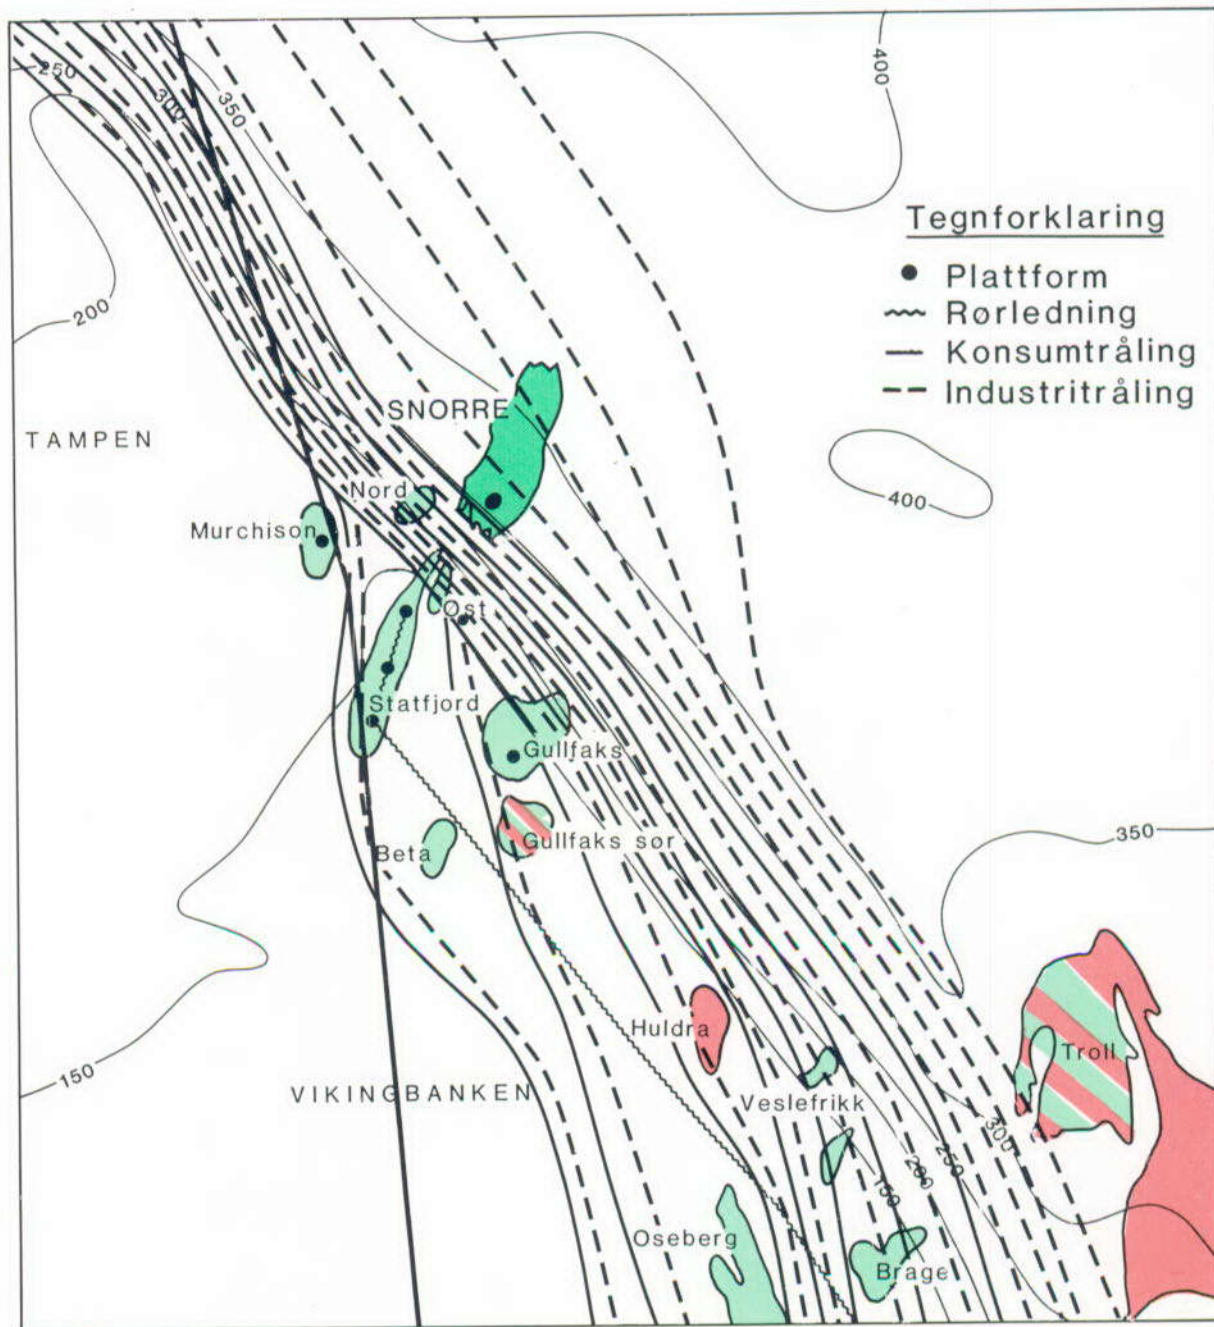 250
300
350
400
Tegnforklaring
Plattform
Rørledning
Konsumtråling
Industritråling
200
SNORRE
TAMPEN
400
Nord
Murchison
Øst
Statfjord
Gullfaks
350
Beta
Gullfaks sør
Huldra
Troll
150
VIKINGBANKEN
Veslefrikk
300
250
200
150
Oseberg
Brage